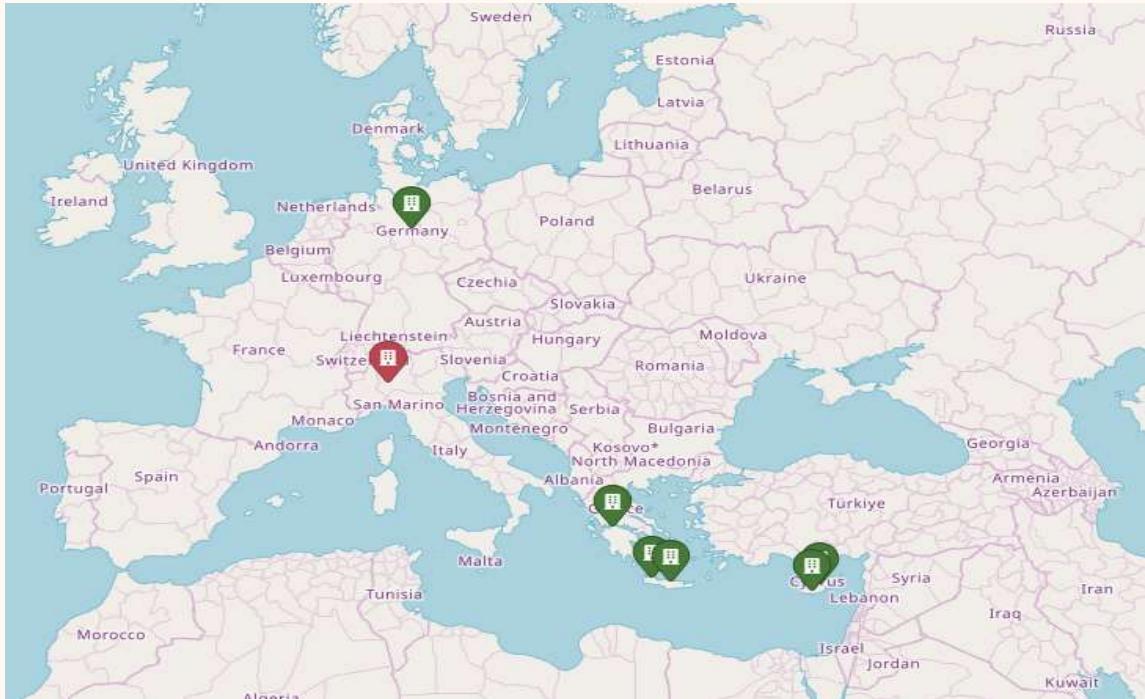 Sweden
Russia
Estonia
Latvia
Denmark
Lithuania
United Kingdom
Belarus
Ireland
Netherlands
Poland
Germany
Belgium
Luxembourg
Czechia
Ukraine
Slovakia
Austria
Liechtenstein
Moldova
Hungary
France
Slovenia
Romania
Croatia
Bosnia and
Herzegovina
San Marino
Serbia
Monaco
Montenegro
Bulgaria
Andorra
Italy
Kosovo*
Georgia
North Macedonia
Spain
Albania
Armenia
Portugal
Azerbaijan
Türkiye
Malta
Syria
Iran
Tunisia
Lebanon
Iraq
Morocco
Israel
Jordan
Kuwait